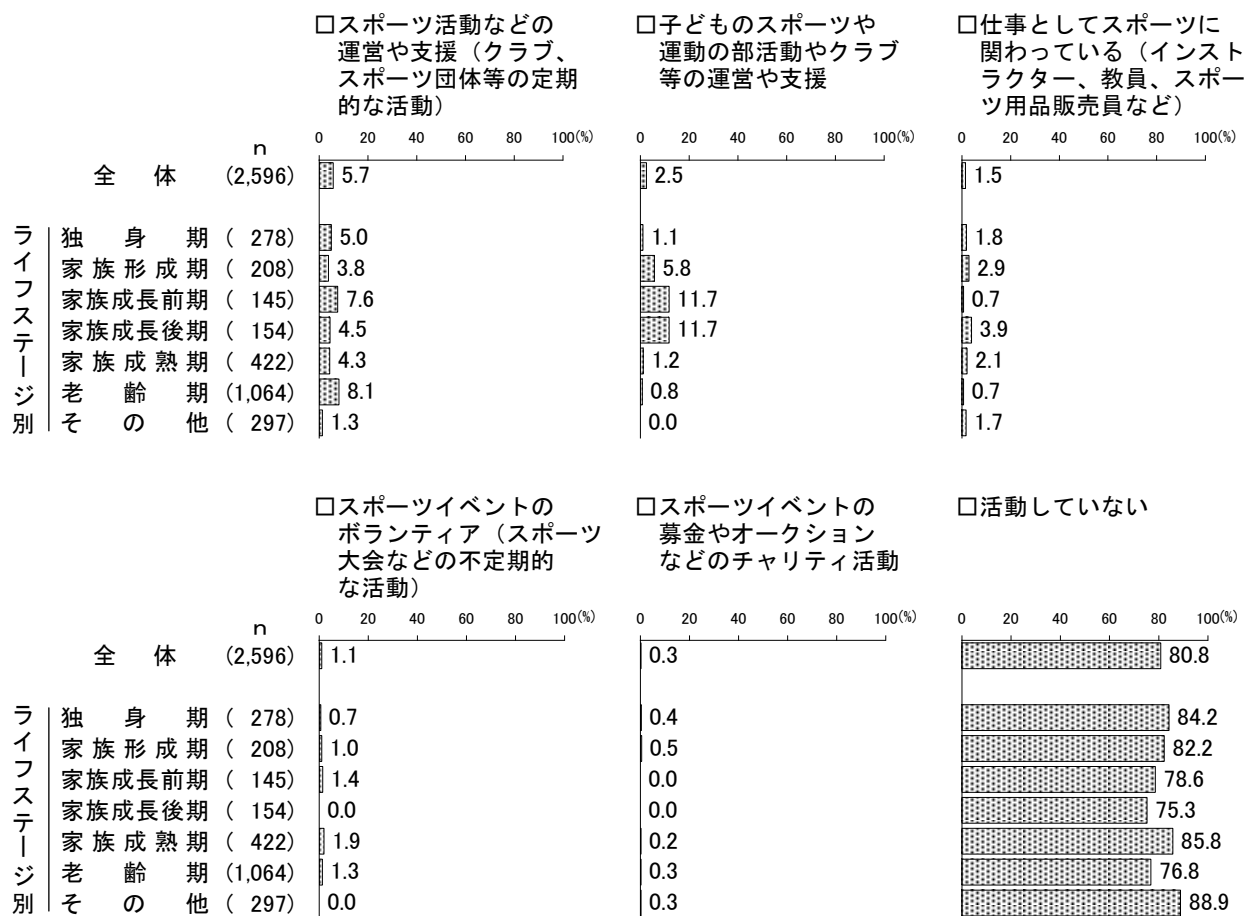 □スポーツ活動などの
運営や支援（クラブ、
スポーツ団体等の定期
的な活動）
□子どものスポーツや
運動の部活動やクラブ
等の運営や支援
□仕事としてスポーツに
関わっている（インスト
ラクター、教員、スポー
ツ用品販売員など）
n
0 20 40 60 80 100(%)
0 20 40 60 80 100(%)
0 20 40 60 80 100(%)
全体 (2,596) 5.7 2.5 1.5
ライフステージ別
独身期 ( 278) 5.0 1.1 1.8
家族形成期 ( 208) 3.8 5.8 2.9
家族成長前期 ( 145) 7.6 11.7 0.7
家族成長後期 ( 154) 4.5 11.7 3.9
家族成熟期 ( 422) 4.3 1.2 2.1
老齢期 (1,064) 8.1 0.8 0.7
その他 ( 297) 1.3 0.0 1.7
□スポーツイベントの
ボランティア（スポーツ
大会などの不定期的
な活動）
□スポーツイベントの
募金やオークション
などのチャリティ活動
□活動していない
n
0 20 40 60 80 100(%)
0 20 40 60 80 100(%)
0 20 40 60 80 100(%)
全体 (2,596) 1.1 0.3 80.8
ライフステージ別
独身期 ( 278) 0.7 0.4 84.2
家族形成期 ( 208) 1.0 0.5 82.2
家族成長前期 ( 145) 1.4 0.0 78.6
家族成長後期 ( 154) 0.0 0.0 75.3
家族成熟期 ( 422) 1.9 0.2 85.8
老齢期 (1,064) 1.3 0.3 76.8
その他 ( 297) 0.0 0.3 88.9